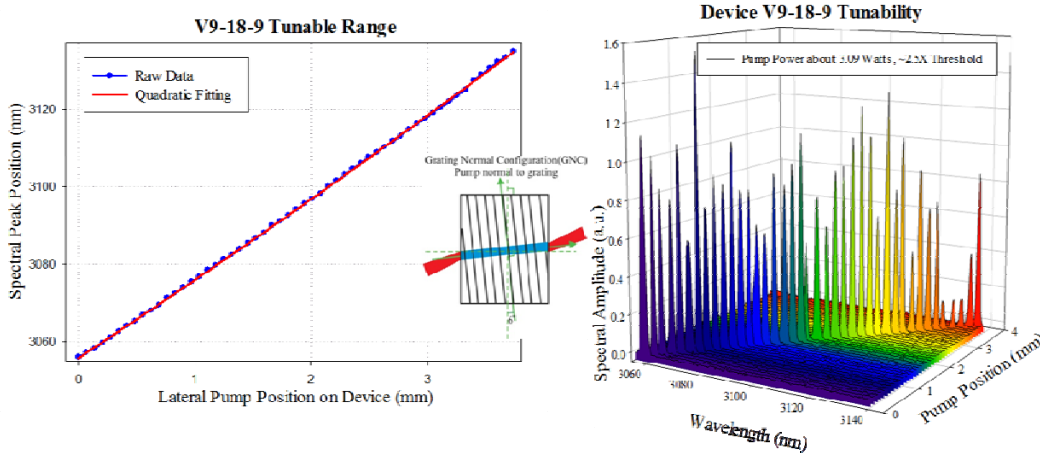 V9-18-9 Tunable Range
Raw Data
Quadratic Fitting
Spectral Peak Position (nm)
3120
3100
3080
3060
0 1 2 3
Lateral Pump Position on Device (mm)
Grating Normal Configuration(GNC)
Pump normal to grating
Device V9-18-9 Tunability
Pump Power about 3.09 Watts, ~2.5X Threshold
Spectral Amplitude (a.u.)
1.6
1.4
1.2
1.0
0.8
0.6
0.4
0.2
0.0
3060 3080 3100 3120 3140
Wavelength (nm)
0 1 2 3 4
Pump Position (mm)